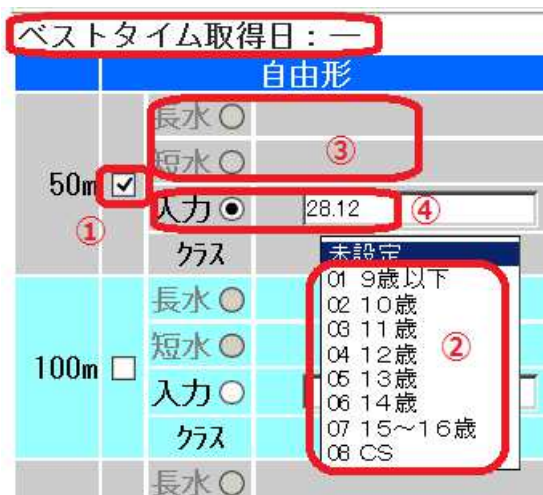 ベストタイム取得日：―
自由形
長水
短水
③
50m
①
入力
28.12
④
クラス
未設定
01 9歳以下
02 10歳
03 11歳
04 12歳
05 13歳
06 14歳
07 15～16歳
08 CS
②
長水
短水
100m
入力
クラス
長水